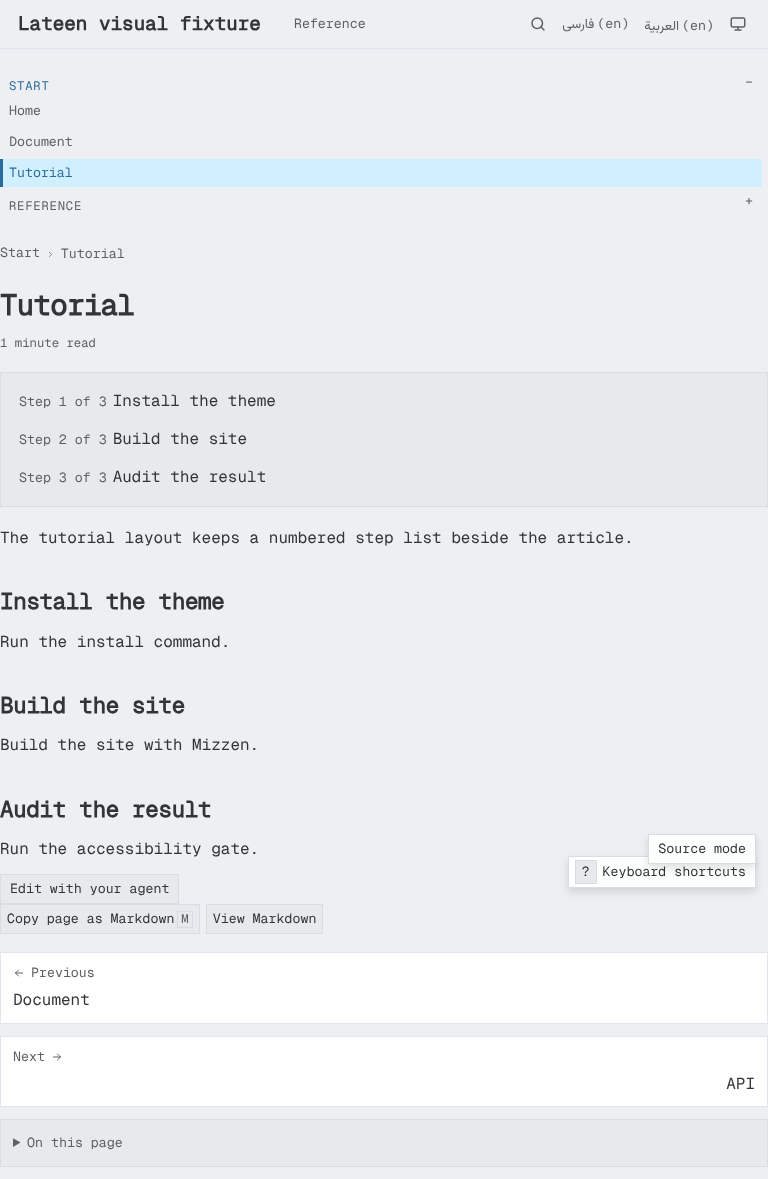 Lateen visual fixture
Reference
فارسی (en)
العربية (en)
START
−
Home
Document
Tutorial
REFERENCE
+
Start › Tutorial
Tutorial
1 minute read
Step 1 of 3 Install the theme
Step 2 of 3 Build the site
Step 3 of 3 Audit the result
The tutorial layout keeps a numbered step list beside the article.
Install the theme
Run the install command.
Build the site
Build the site with Mizzen.
Audit the result
Run the accessibility gate.
Source mode
? Keyboard shortcuts
Edit with your agent
Copy page as Markdown M
View Markdown
← Previous
Document
Next →
API
▶ On this page